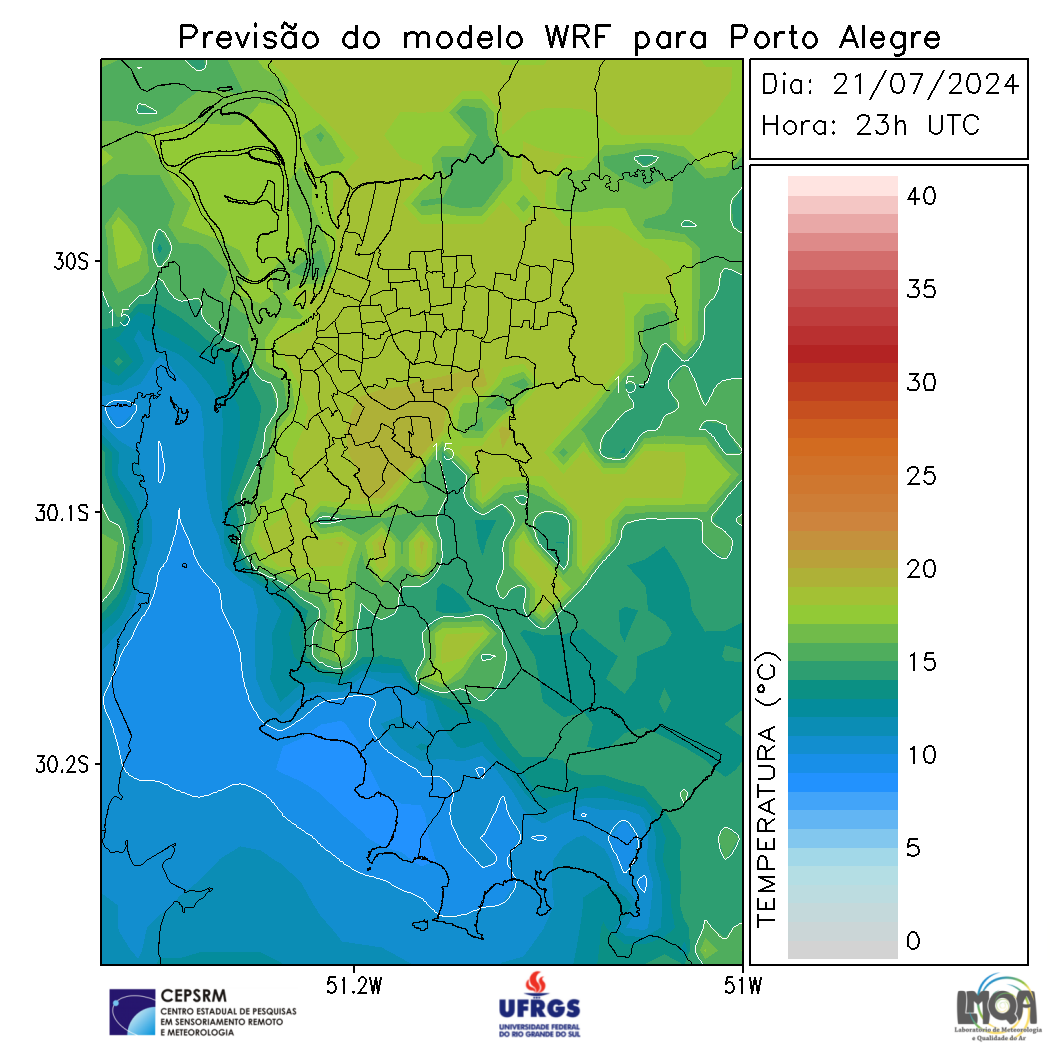 Previsão do modelo WRF para Porto Alegre
Dia: 21/07/2024
Hora: 23h UTC
40
35
30
25
20
15
10
5
0
TEMPERATURA (°C)
30S
30.1S
30.2S
15
15
15
51.2W
51W
CEPSRM
CENTRO ESTADUAL DE PESQUISAS
EM SENSORIAMENTO REMOTO
E METEOROLOGIA
UFRGS
UNIVERSIDADE FEDERAL
DO RIO GRANDE DO SUL
LMQA
Laboratório de Meteorologia
e Qualidade do Ar